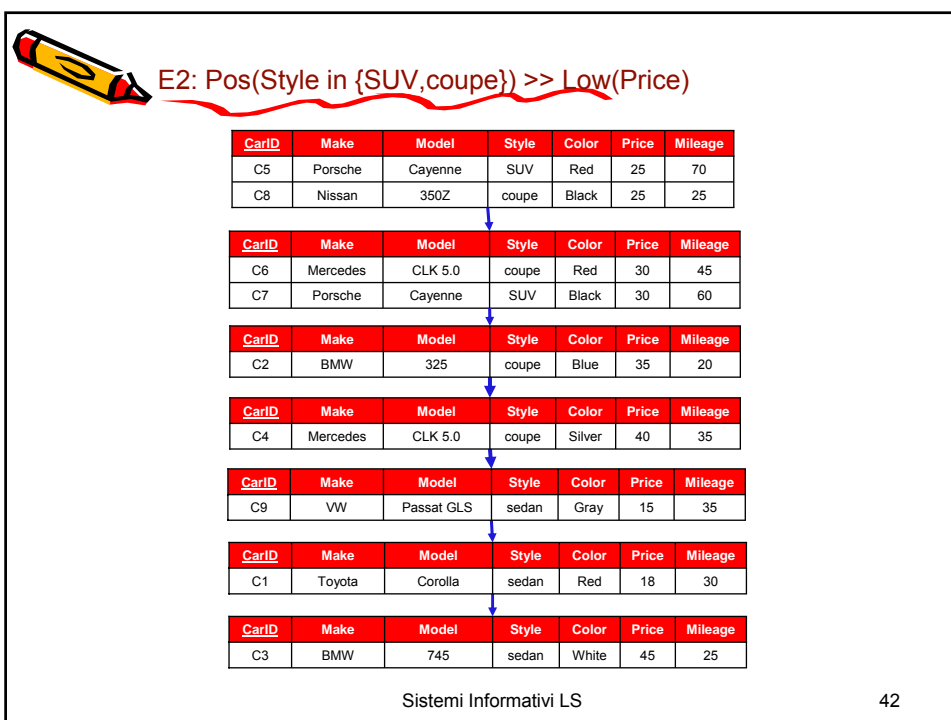 E2: Pos(Style in {SUV,coupe}) >> Low(Price)
CarID Make Model Style Color Price Mileage
C5 Porsche Cayenne SUV Red 25 70
C8 Nissan 350Z coupe Black 25 25
CarID Make Model Style Color Price Mileage
C6 Mercedes CLK 5.0 coupe Red 30 45
C7 Porsche Cayenne SUV Black 30 60
CarID Make Model Style Color Price Mileage
C2 BMW 325 coupe Blue 35 20
CarID Make Model Style Color Price Mileage
C4 Mercedes CLK 5.0 coupe Silver 40 35
CarID Make Model Style Color Price Mileage
C9 VW Passat GLS sedan Gray 15 35
CarID Make Model Style Color Price Mileage
C1 Toyota Corolla sedan Red 18 30
CarID Make Model Style Color Price Mileage
C3 BMW 745 sedan White 45 25
Sistemi Informativi LS 42